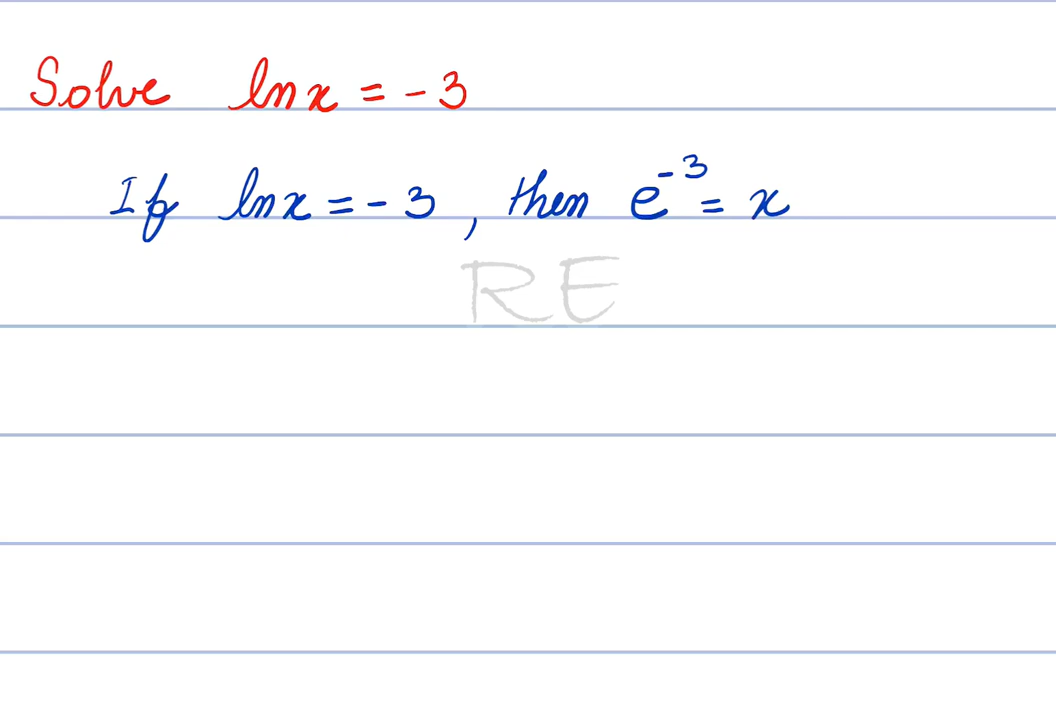 Solve ln x = -3
If ln x = -3, then e⁻³ = x
RE